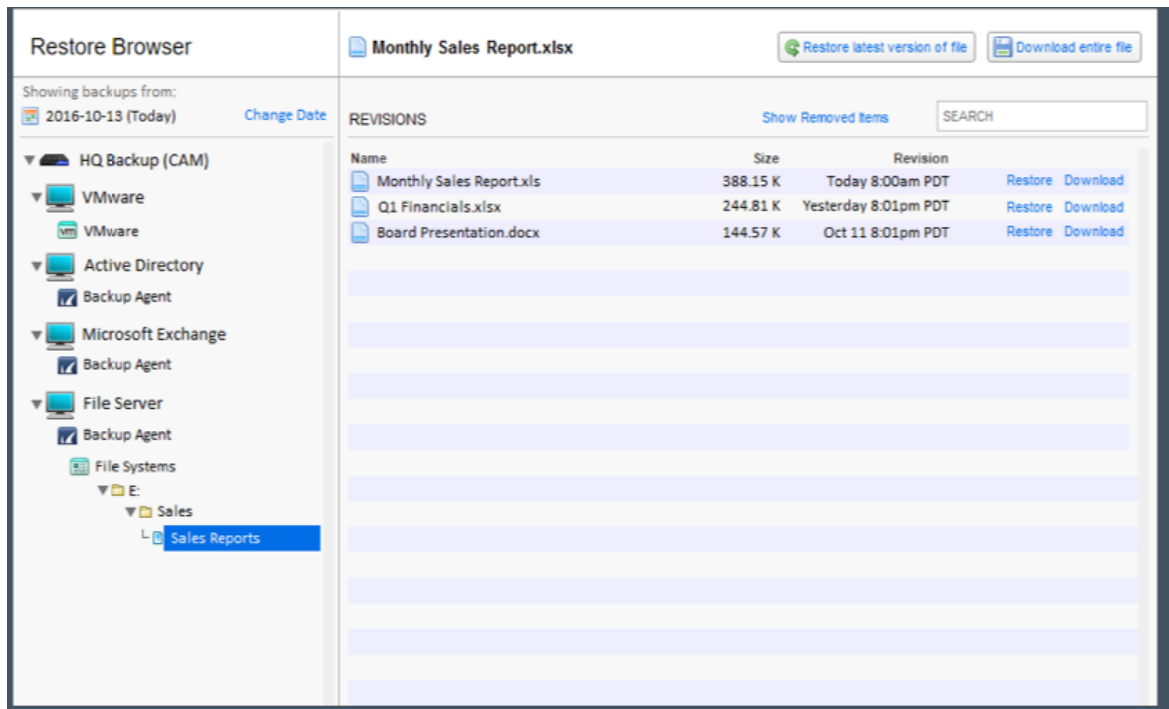 Restore Browser
Monthly Sales Report.xlsx
Restore latest version of file
Download entire file
Showing backups from:
2016-10-13 (Today)
Change Date
HQ Backup (CAM)
VMware
vm VMware
Active Directory
Backup Agent
Microsoft Exchange
Backup Agent
File Server
Backup Agent
File Systems
E:
Sales
Sales Reports
REVISIONS
Show Removed Items
SEARCH
Name Size Revision
Monthly Sales Report.xls 388.15 K Today 8:00am PDT Restore Download
Q1 Financials.xlsx 244.81 K Yesterday 8:01pm PDT Restore Download
Board Presentation.docx 144.57 K Oct 11 8:01pm PDT Restore Download